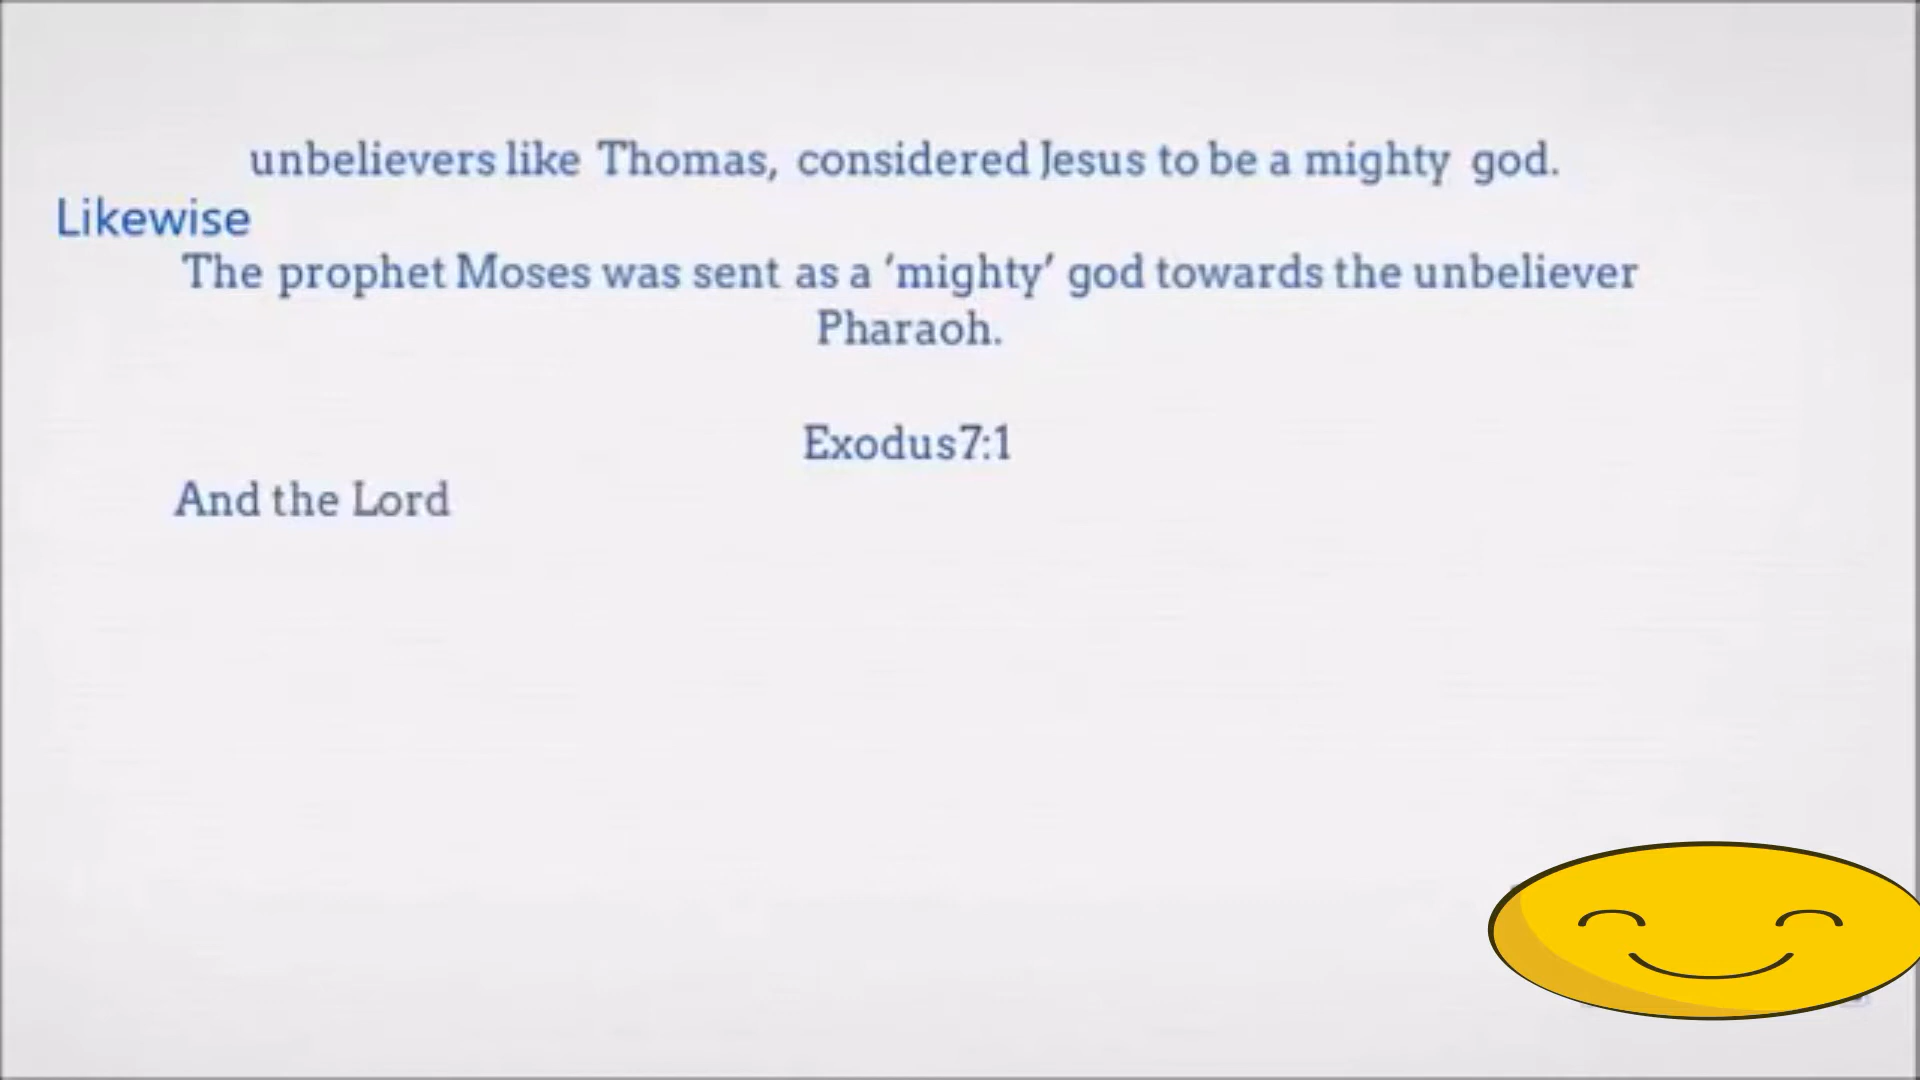 unbelievers like Thomas, considered Jesus to be a mighty god.
Likewise
The prophet Moses was sent as a ‘mighty’ god towards the unbeliever
Pharaoh.
Exodus7:1
And the Lord